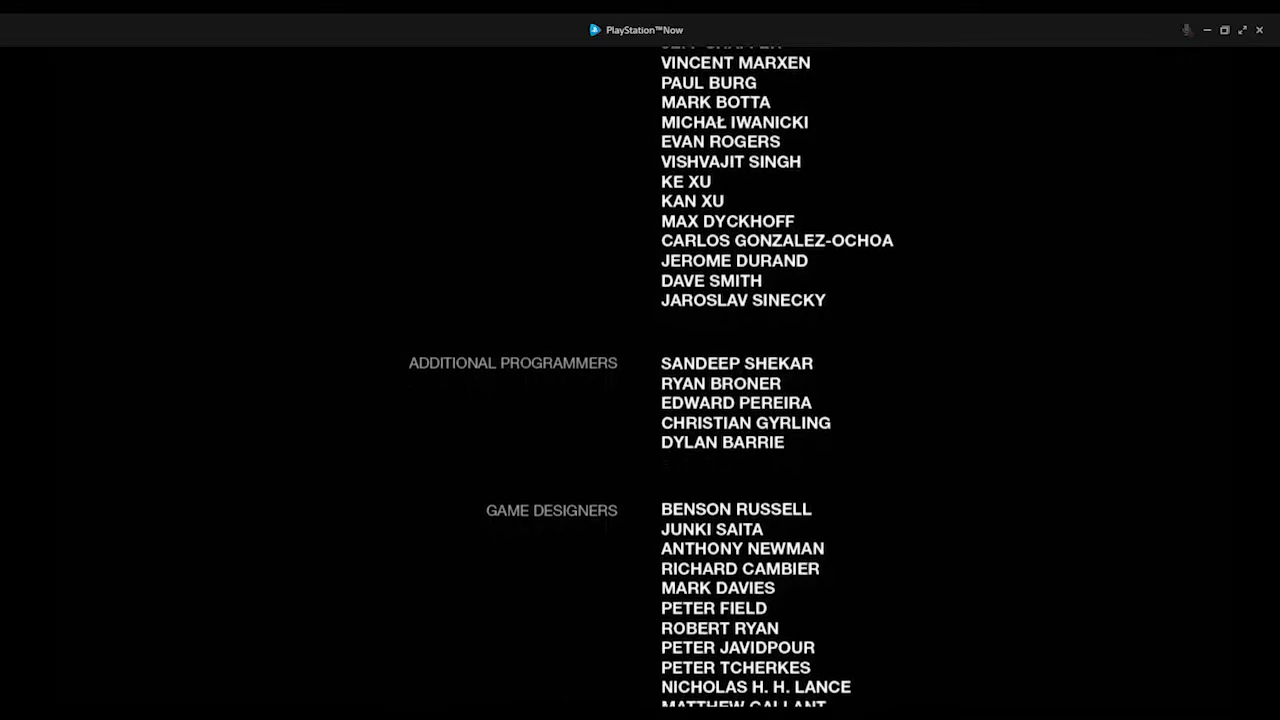 PlayStation™Now
VINCENT MARXEN
PAUL BURG
MARK BOTTA
MICHAŁ IWANICKI
EVAN ROGERS
VISHVAJIT SINGH
KE XU
KAN XU
MAX DYCKHOFF
CARLOS GONZALEZ-OCHOA
JEROME DURAND
DAVE SMITH
JAROSLAV SINECKY
ADDITIONAL PROGRAMMERS SANDEEP SHEKAR
RYAN BRONER
EDWARD PEREIRA
CHRISTIAN GYRLING
DYLAN BARRIE
GAME DESIGNERS BENSON RUSSELL
JUNKI SAITA
ANTHONY NEWMAN
RICHARD CAMBIER
MARK DAVIES
PETER FIELD
ROBERT RYAN
PETER JAVIDPOUR
PETER TCHERKES
NICHOLAS H. H. LANCE
MATTHEW GALLANT